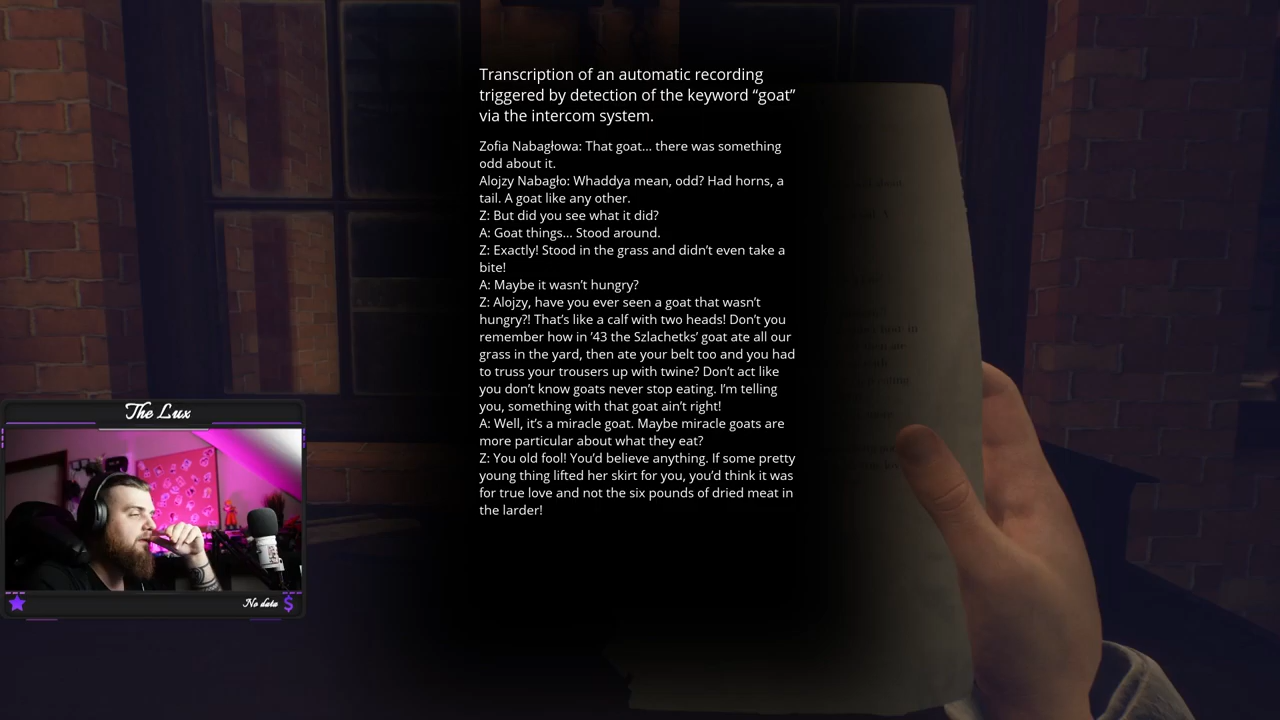 Transcription of an automatic recording
triggered by detection of the keyword “goat”
via the intercom system.
Zofia Nabagłowa: That goat... there was something
odd about it.
Alojzy Nabagło: Whaddya mean, odd? Had horns, a
tail. A goat like any other.
Z: But did you see what it did?
A: Goat things... Stood around.
Z: Exactly! Stood in the grass and didn’t even take a
bite!
A: Maybe it wasn’t hungry?
Z: Alojzy, have you ever seen a goat that wasn’t
hungry?! That’s like a calf with two heads! Don’t you
remember how in ’43 the Szlachetks’ goat ate all our
grass in the yard, then ate your belt too and you had
to truss your trousers up with twine? Don’t act like
you don’t know goats never stop eating. I’m telling
you, something with that goat ain’t right!
A: Well, it’s a miracle goat. Maybe miracle goats are
more particular about what they eat?
Z: You old fool! You’d believe anything. If some pretty
young thing lifted her skirt for you, you’d think it was
for true love and not the six pounds of dried meat in
the larder!
The Lux
No data $